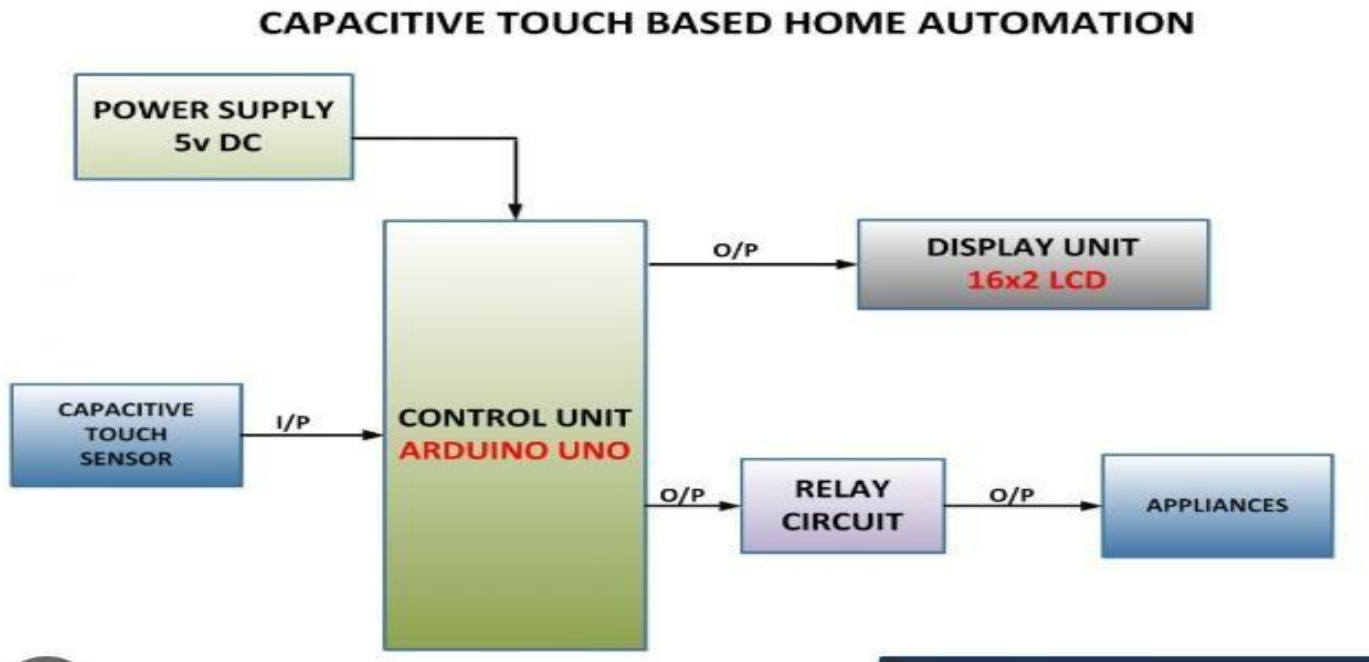 CAPACITIVE TOUCH BASED HOME AUTOMATION
POWER SUPPLY
5v DC
O/P
DISPLAY UNIT
16x2 LCD
CAPACITIVE
TOUCH
SENSOR
I/P
CONTROL UNIT
ARDUINO UNO
O/P
RELAY
CIRCUIT
O/P
APPLIANCES